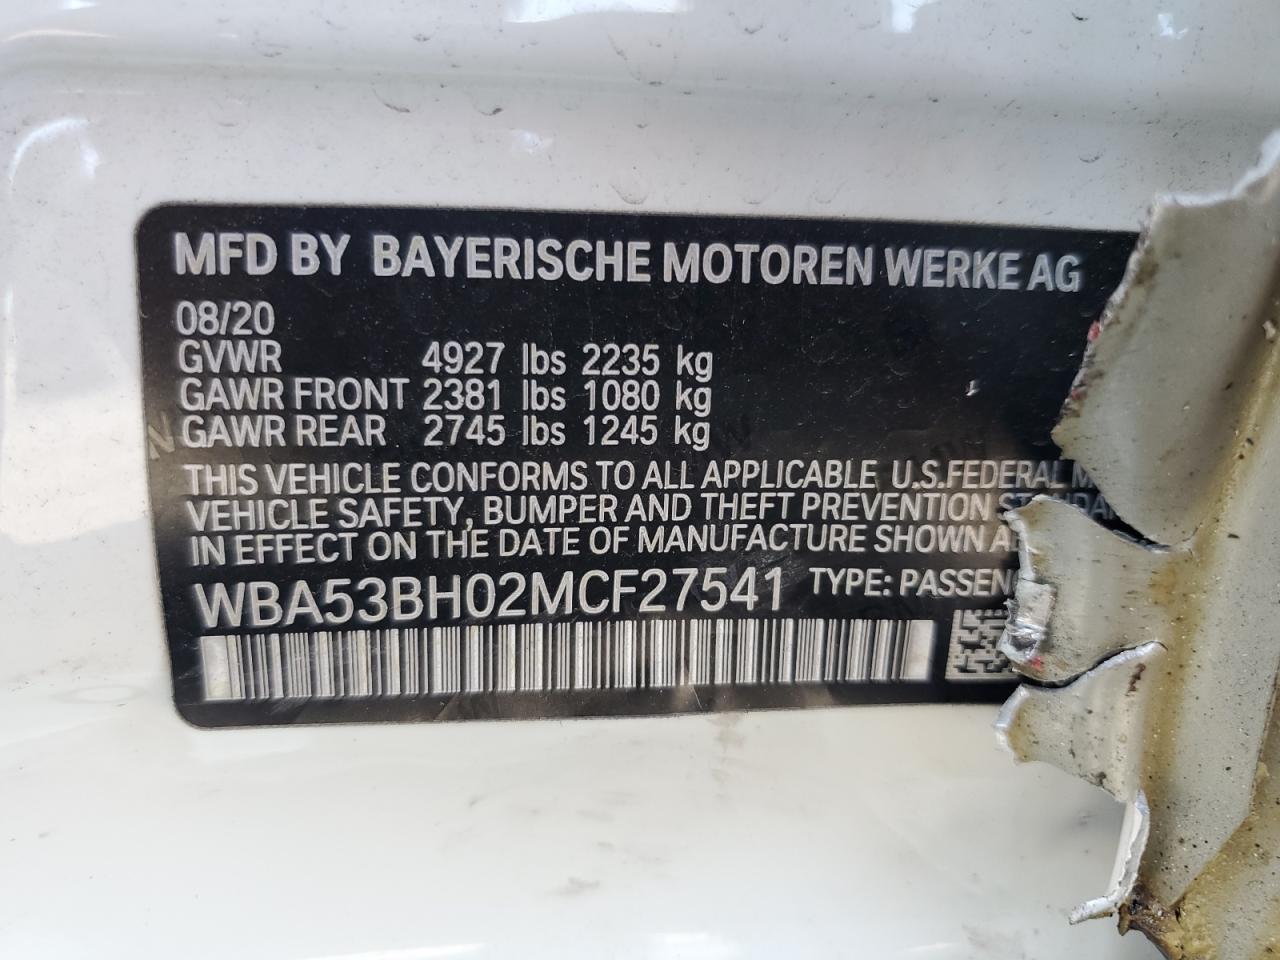 MFD BY BAYERISCHE MOTOREN WERKE AG
08/20
GVWR 4927 lbs 2235 kg
GAWR FRONT 2381 lbs 1080 kg
GAWR REAR 2745 lbs 1245 kg
THIS VEHICLE CONFORMS TO ALL APPLICABLE U.S.FEDERAL M
VEHICLE SAFETY, BUMPER AND THEFT PREVENTION STANDAR
IN EFFECT ON THE DATE OF MANUFACTURE SHOWN A
WBA53BH02MCF27541 TYPE: PASSEN